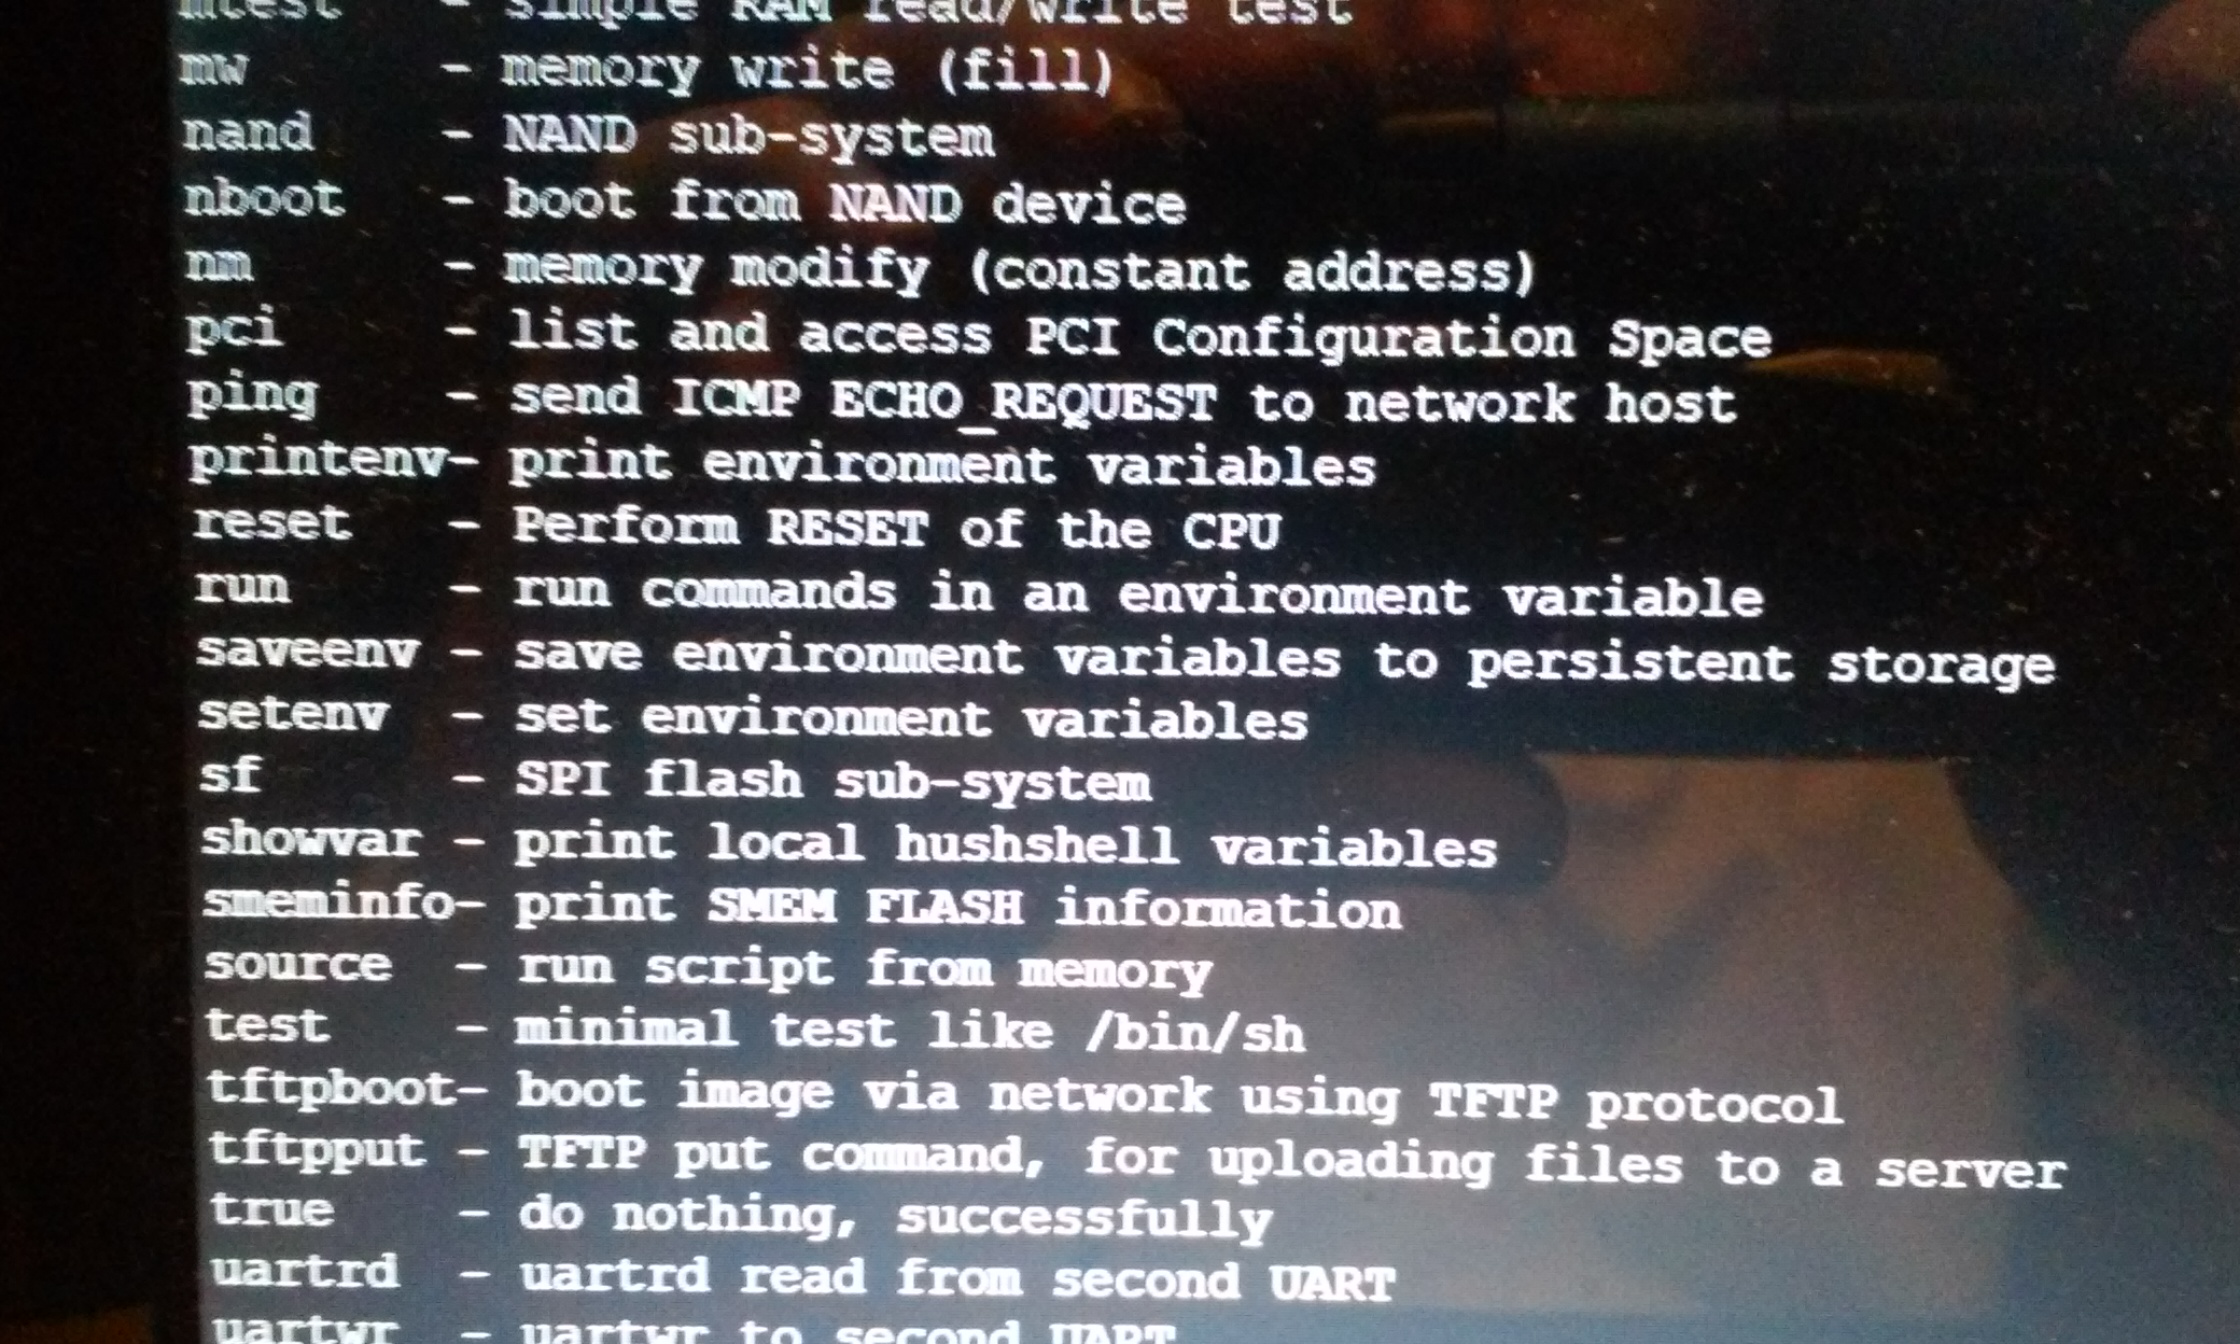 mtest    - simple RAM read/write test
mw       - memory write (fill)
nand     - NAND sub-system
nboot    - boot from NAND device
nm       - memory modify (constant address)
pci      - list and access PCI Configuration Space
ping     - send ICMP ECHO_REQUEST to network host
printenv- print environment variables
reset    - Perform RESET of the CPU
run      - run commands in an environment variable
saveenv - save environment variables to persistent storage
setenv  - set environment variables
sf       - SPI flash sub-system
showvar - print local hushshell variables
smeminfo- print SMEM FLASH information
source  - run script from memory
test     - minimal test like /bin/sh
tftpboot- boot image via network using TFTP protocol
tftpput - TFTP put command, for uploading files to a server
true     - do nothing, successfully
uartrd  - uartrd read from second UART
uartwr  - uartwr to second UART